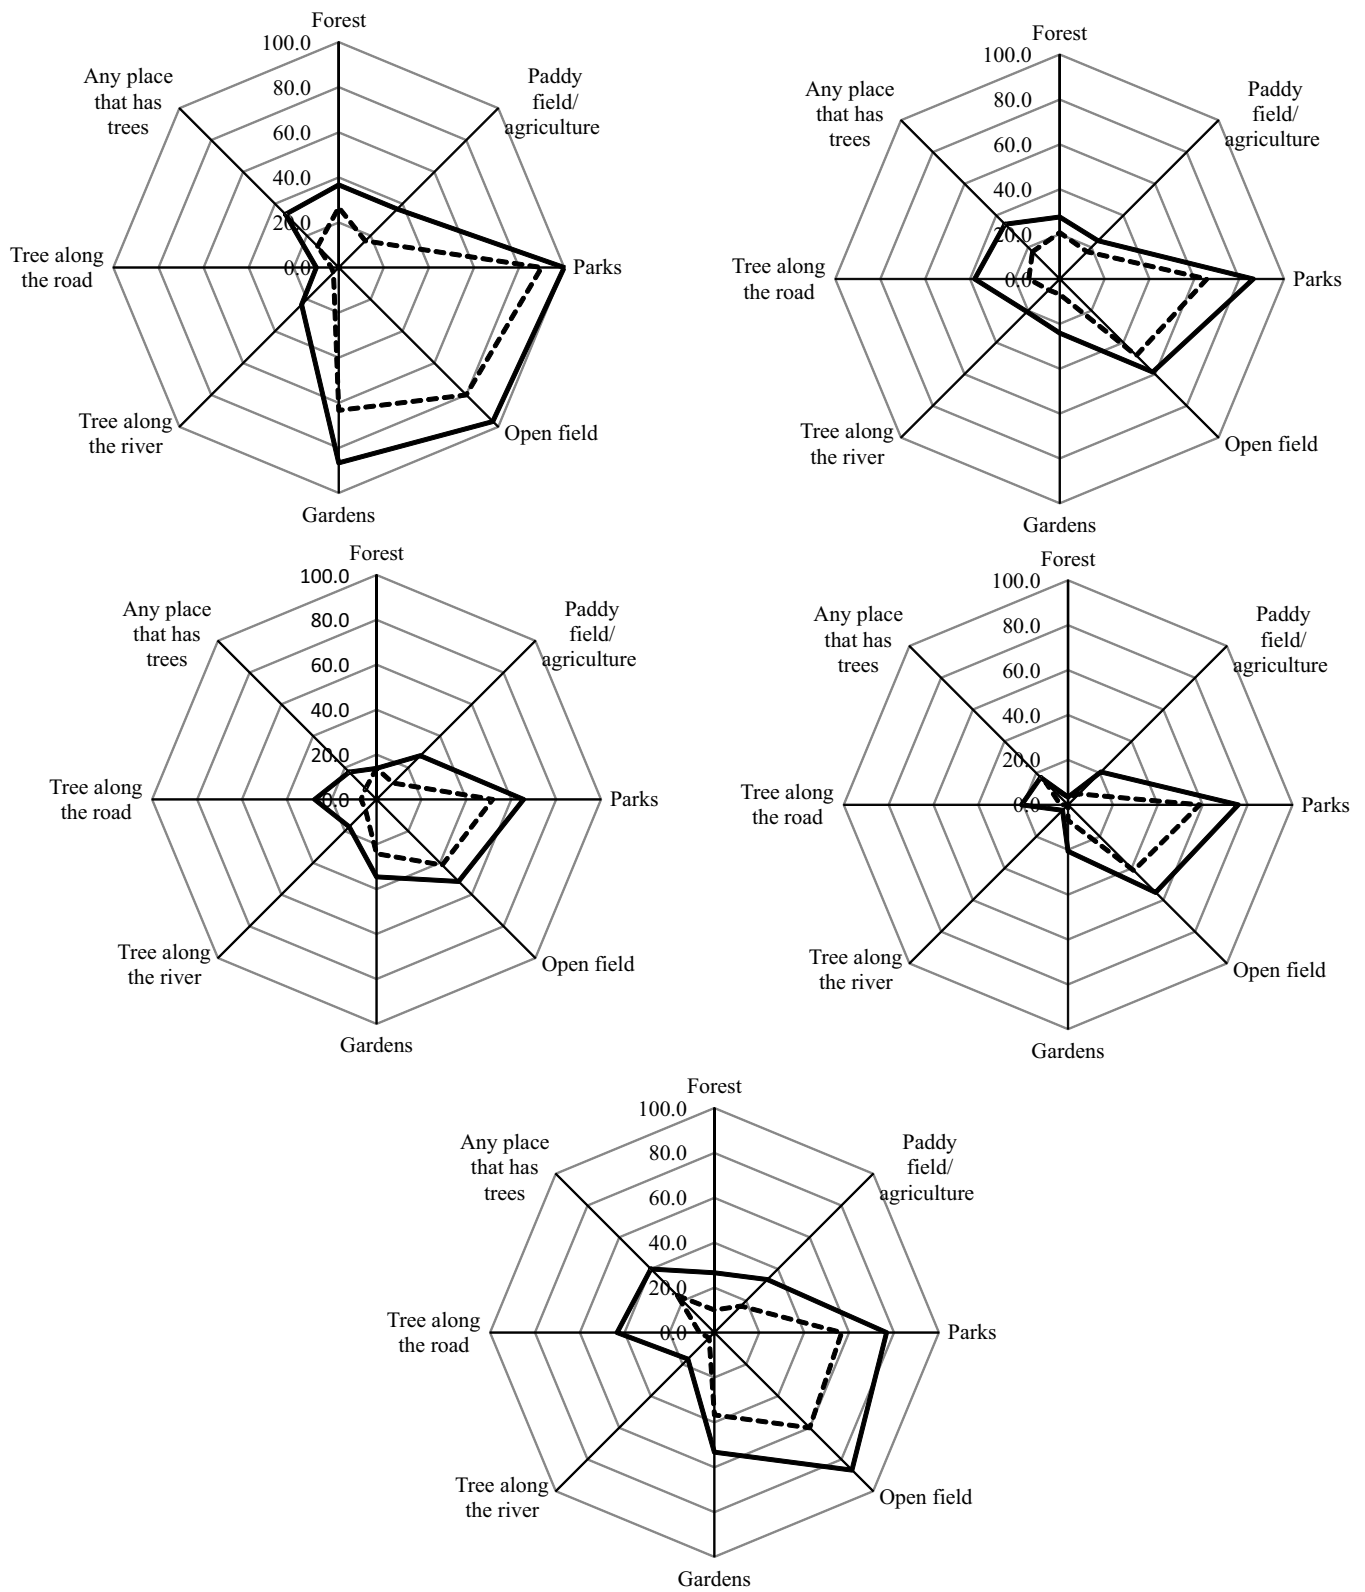 Forest
100.0
80.0
60.0
40.0
20.0
0.0
Paddy
field/
agriculture
Parks
Open field
Gardens
Tree along
the river
Tree along
the road
Any place
that has
trees
Forest
100.0
80.0
60.0
40.0
20.0
0.0
Paddy
field/
agriculture
Parks
Open field
Gardens
Tree along
the river
Tree along
the road
Any place
that has
trees
Forest
100.0
80.0
60.0
40.0
20.0
0.0
Paddy
field/
agriculture
Parks
Open field
Gardens
Tree along
the river
Tree along
the road
Any place
that has
trees
Forest
100.0
80.0
60.0
40.0
20.0
0.0
Paddy
field/
agriculture
Parks
Open field
Gardens
Tree along
the river
Tree along
the road
Any place
that has
trees
Forest
100.0
80.0
60.0
40.0
20.0
0.0
Paddy
field/
agriculture
Parks
Open field
Gardens
Tree along
the river
Tree along
the road
Any place
that has
trees